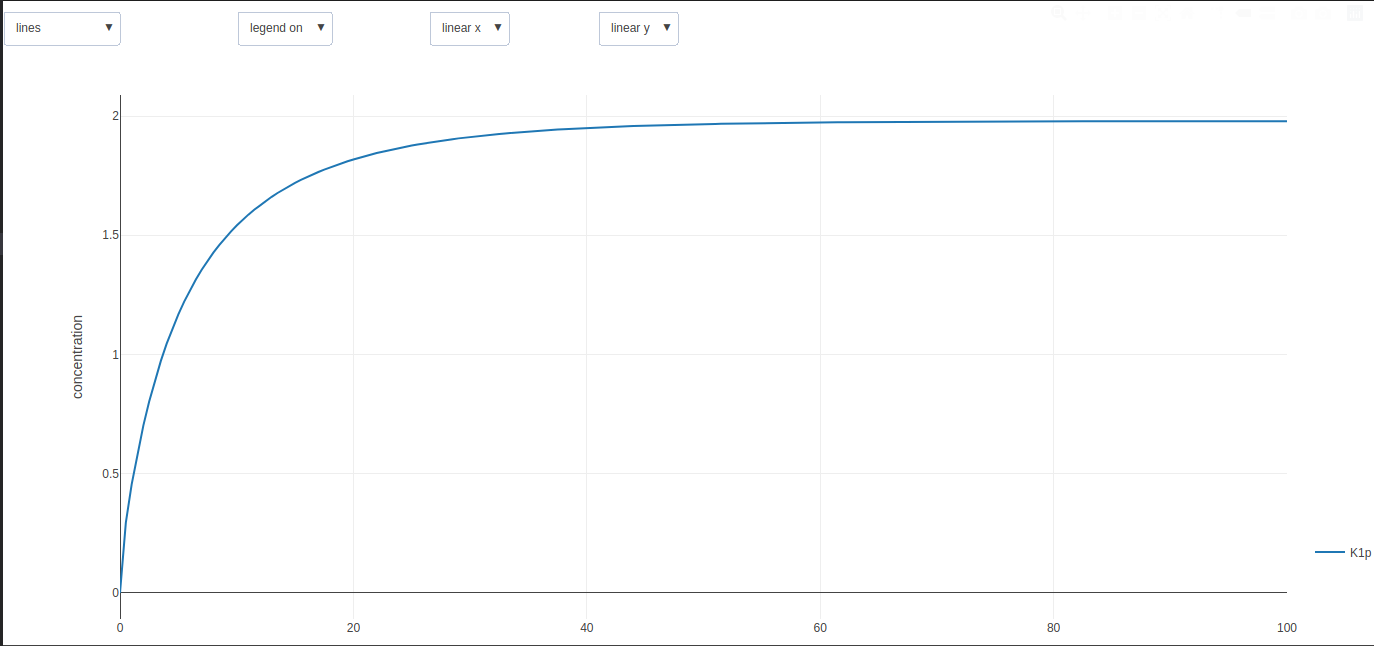 lines ▼
legend on ▼
linear x ▼
linear y ▼
2
1.5
1
0.5
0
concentration
K1p
0 20 40 60 80 100